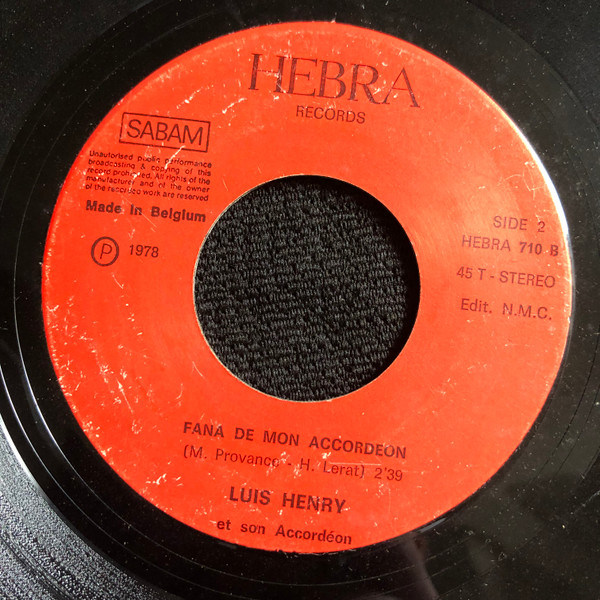 HEBRA
RECORDS
SABAM
Unautorised public performance
broadcasting & copying of this
record prohibited. All rights of the
manufacturer and of the owner
of the recorded work are reserved
Made in Belgium
P 1978
SIDE 2
HEBRA 710 B
45 T - STEREO
Edit. N.M.C.
FANA DE MON ACCORDEON
(M. Provance - H. Lerat) 2'39
LUIS HENRY
et son Accordéon